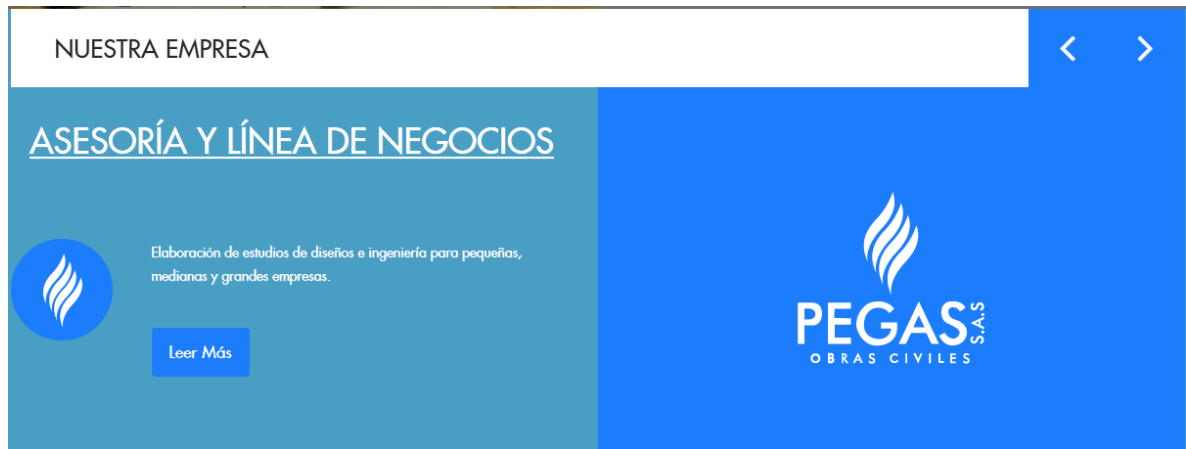 NUESTRA EMPRESA
ASESORÍA Y LÍNEA DE NEGOCIOS
Elaboración de estudios de diseños e ingeniería para pequeñas,
medianas y grandes empresas.
Leer Más
PEGAS S.A.S
OBRAS CIVILES